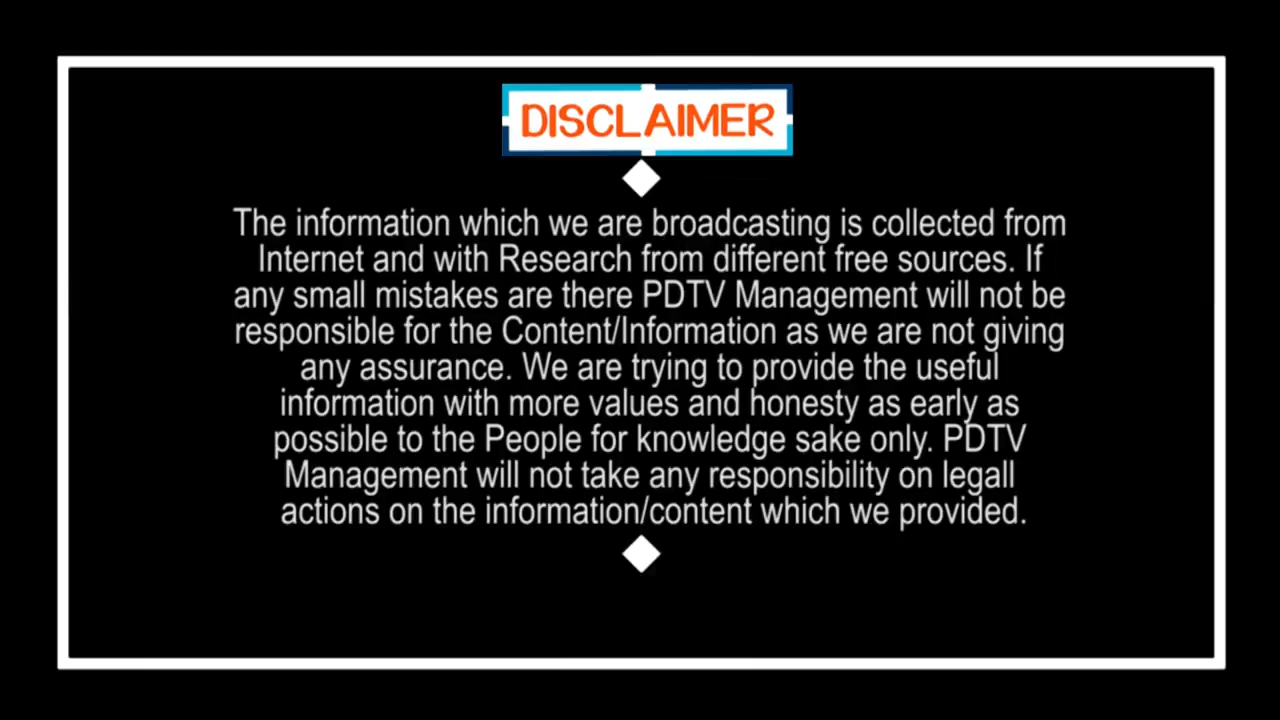 DISCLAIMER
The information which we are broadcasting is collected from
Internet and with Research from different free sources. If
any small mistakes are there PDTV Management will not be
responsible for the Content/Information as we are not giving
any assurance. We are trying to provide the useful
information with more values and honesty as early as
possible to the People for knowledge sake only. PDTV
Management will not take any responsibility on legall
actions on the information/content which we provided.